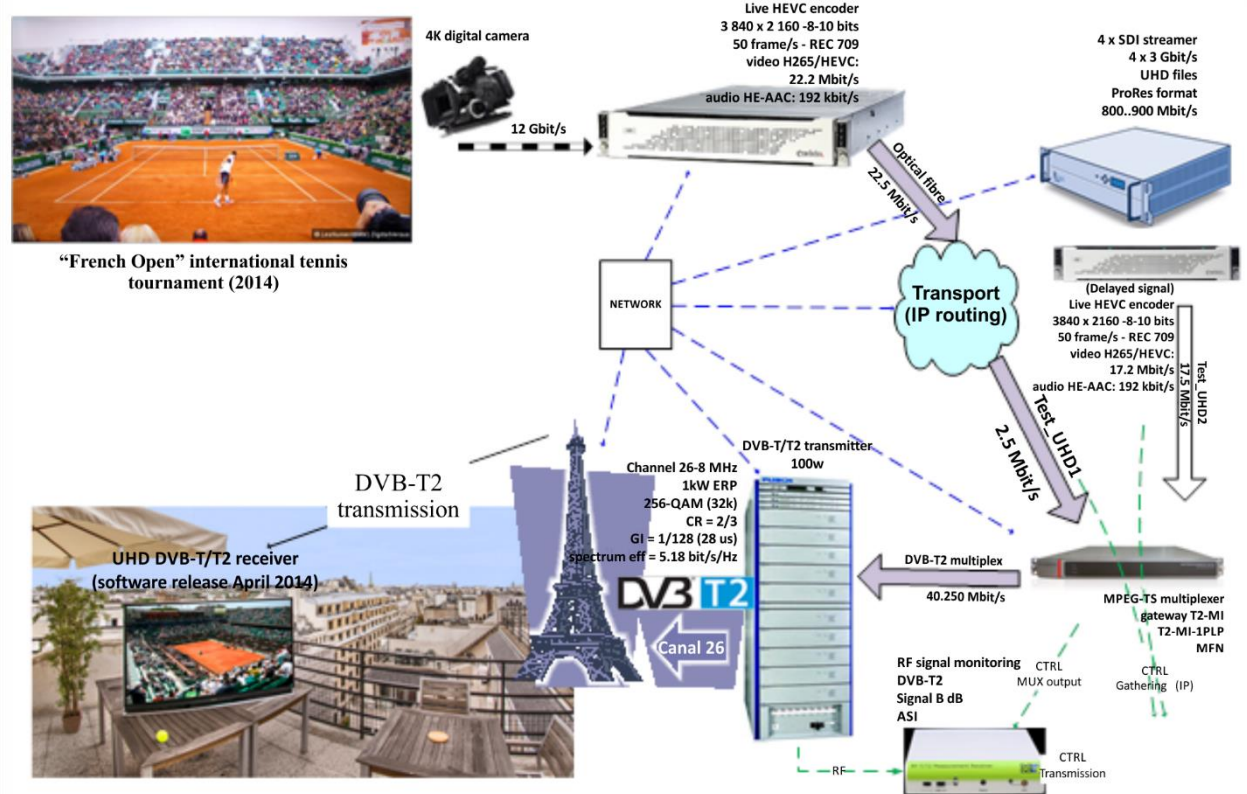 Live HEVC encoder
3 840 x 2 160 -8-10 bits
50 frame/s - REC 709
video H265/HEVC:
22.2 Mbit/s
audio HE-AAC: 192 kbit/s
4K digital camera
12 Gbit/s
4 x SDI streamer
4 x 3 Gbit/s
UHD files
ProRes format
800..900 Mbit/s
Optical fibre
22.5 Mbit/s
“French Open” international tennis
tournament (2014)
NETWORK
Transport
(IP routing)
(Delayed signal)
Live HEVC encoder
3840 x 2160 -8-10 bits
50 frame/s - REC 709
video H265/HEVC:
17.2 Mbit/s
audio HE-AAC: 192 kbit/s
Test_UHD2
17.5 Mbit/s
Test_UHD1
2.5 Mbit/s
DVB-T2
transmission
Channel 26-8 MHz
1kW ERP
256-QAM (32k)
CR = 2/3
GI = 1/128 (28 us)
spectrum eff = 5.18 bit/s/Hz
DVB-T/T2 transmitter
100w
UHD DVB-T/T2 receiver
(software release April 2014)
DVB T2
Canal 26
DVB-T2 multiplex
40.250 Mbit/s
MPEG-TS multiplexer
gateway T2-MI
T2-MI-1PLP
MFN
RF signal monitoring
DVB-T2
Signal B dB
ASI
CTRL
MUX output
CTRL
Gathering (IP)
RF
CTRL
Transmission